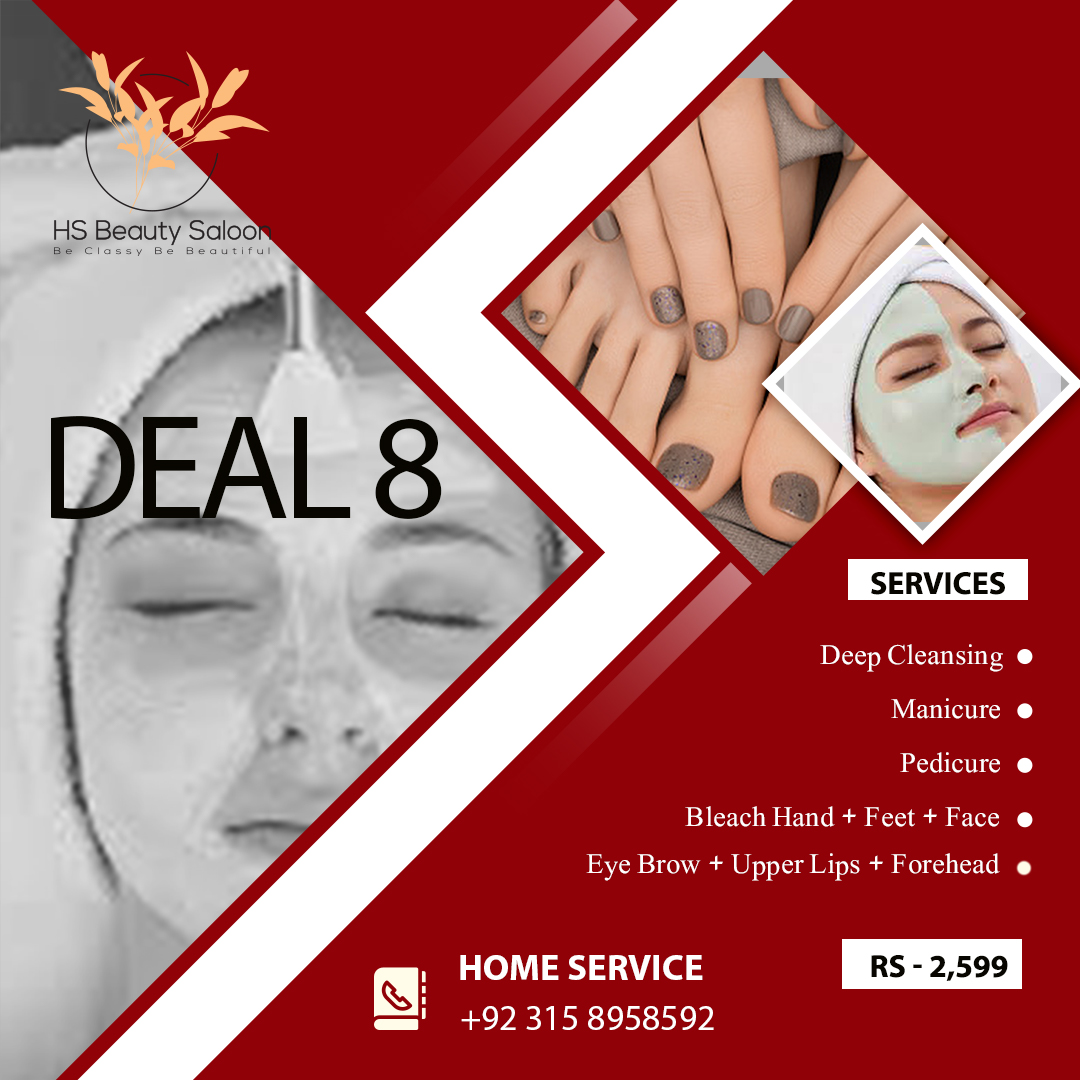 HS Beauty Saloon
Be Classy Be Beautiful
DEAL 8
SERVICES
Deep Cleansing
Manicure
Pedicure
Bleach Hand + Feet + Face
Eye Brow + Upper Lips + Forehead
HOME SERVICE
+92 315 8958592
RS - 2,599